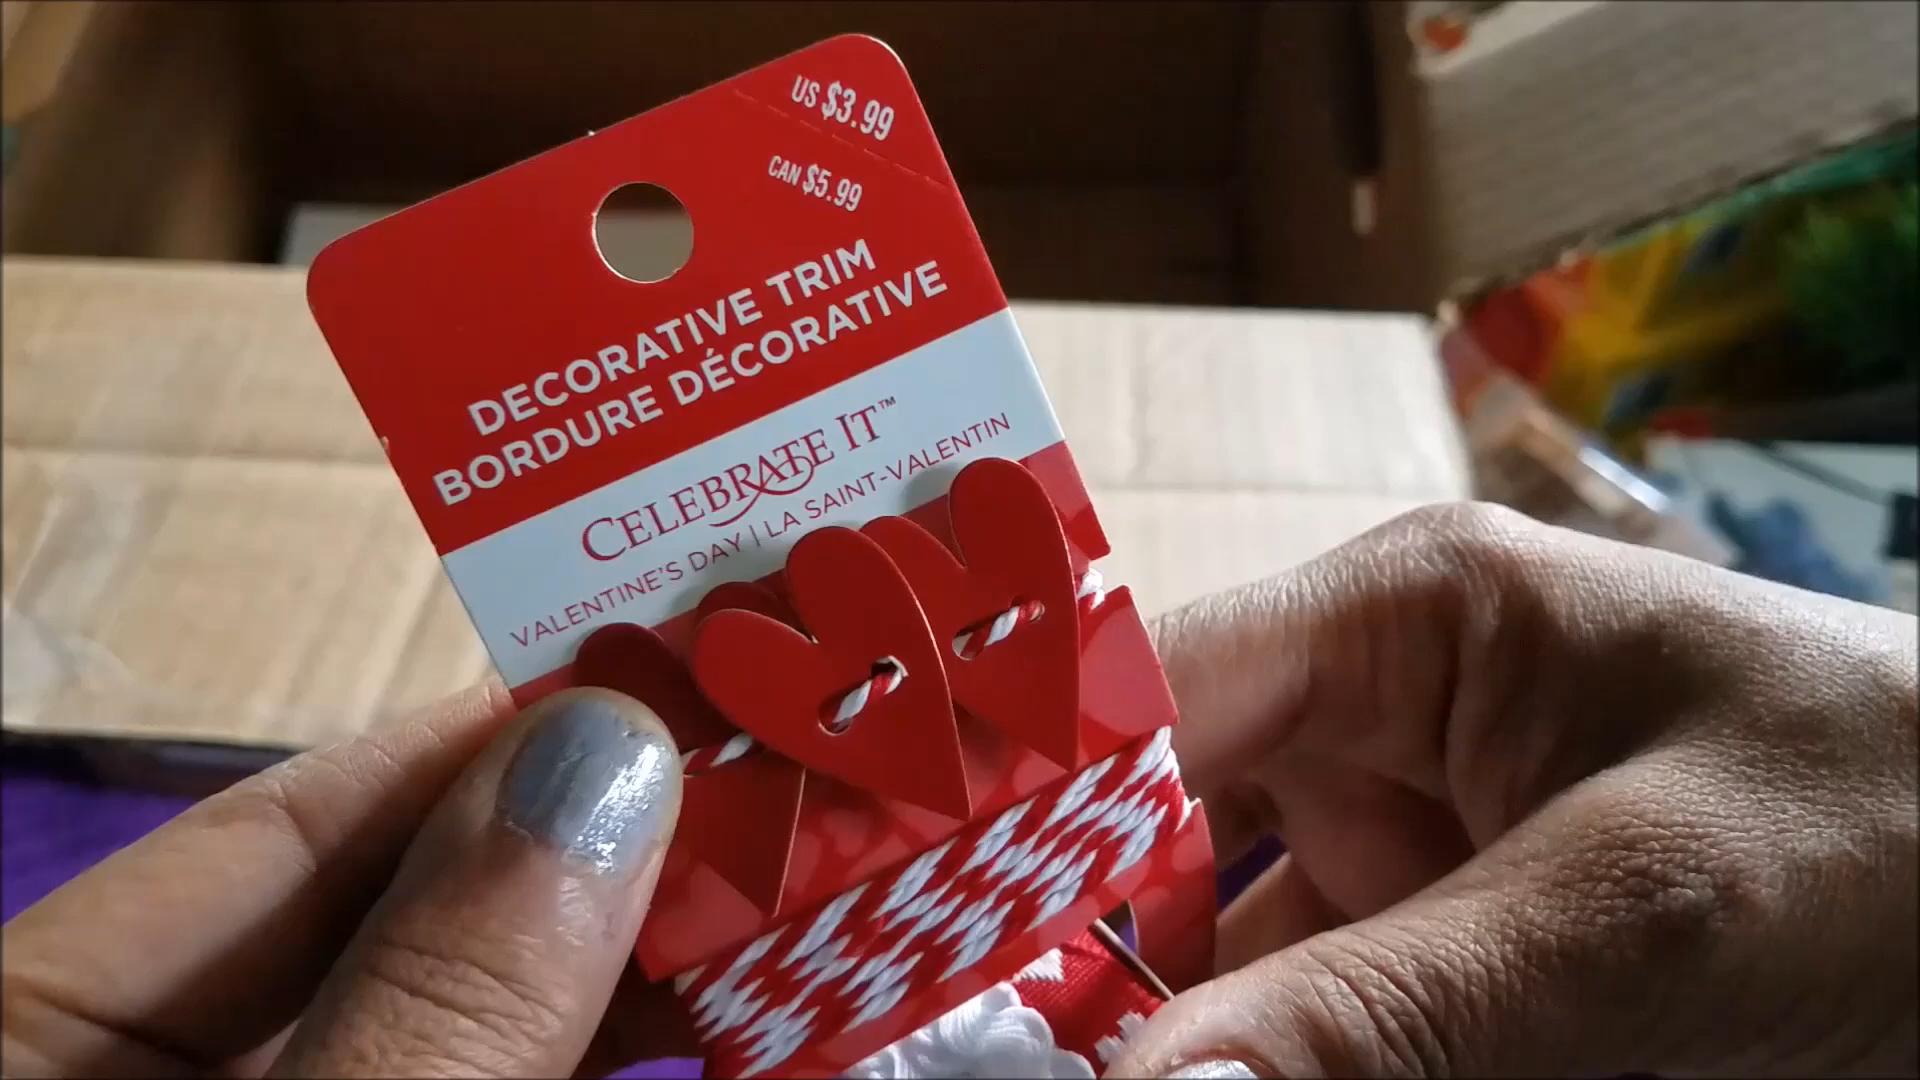 US $3.99
CAN $5.99
DECORATIVE TRIM
BORDURE DÉCORATIVE
CELEBRATE IT™
VALENTINE'S DAY | LA SAINT-VALENTIN